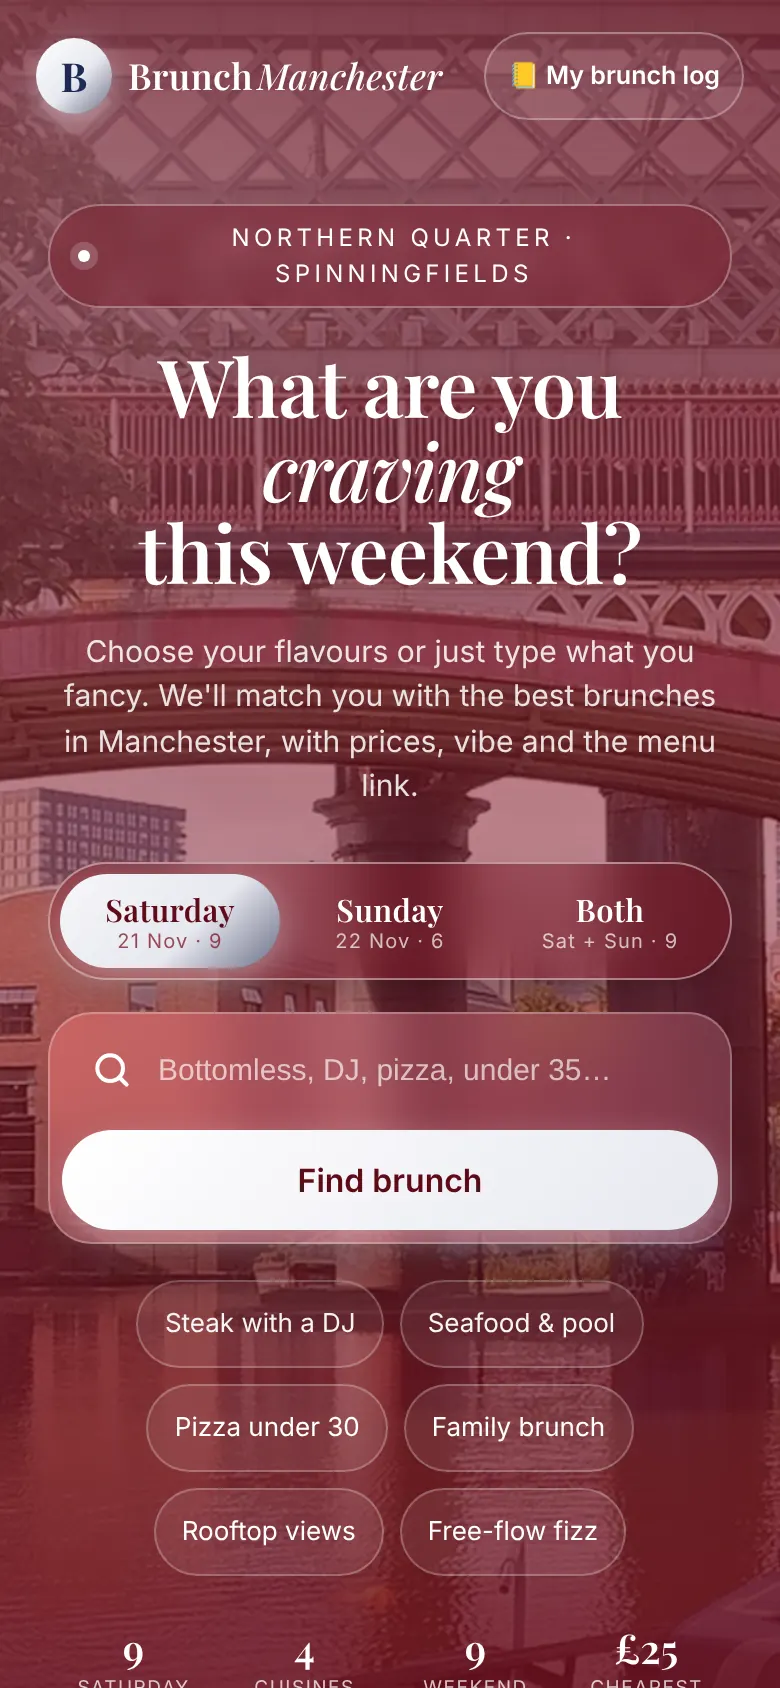 B
Brunch Manchester
📒 My brunch log
NORTHERN QUARTER ·
SPINNINGFIELDS
What are you
craving
this weekend?
Choose your flavours or just type what you
fancy. We'll match you with the best brunches
in Manchester, with prices, vibe and the menu
link.
Saturday
21 Nov · 9
Sunday
22 Nov · 6
Both
Sat + Sun · 9
Bottomless, DJ, pizza, under 35...
Find brunch
Steak with a DJ
Seafood & pool
Pizza under 30
Family brunch
Rooftop views
Free-flow fizz
9
4
9
£25
SATURDAY
CUISINES
WEEKEND
CHEAPEST